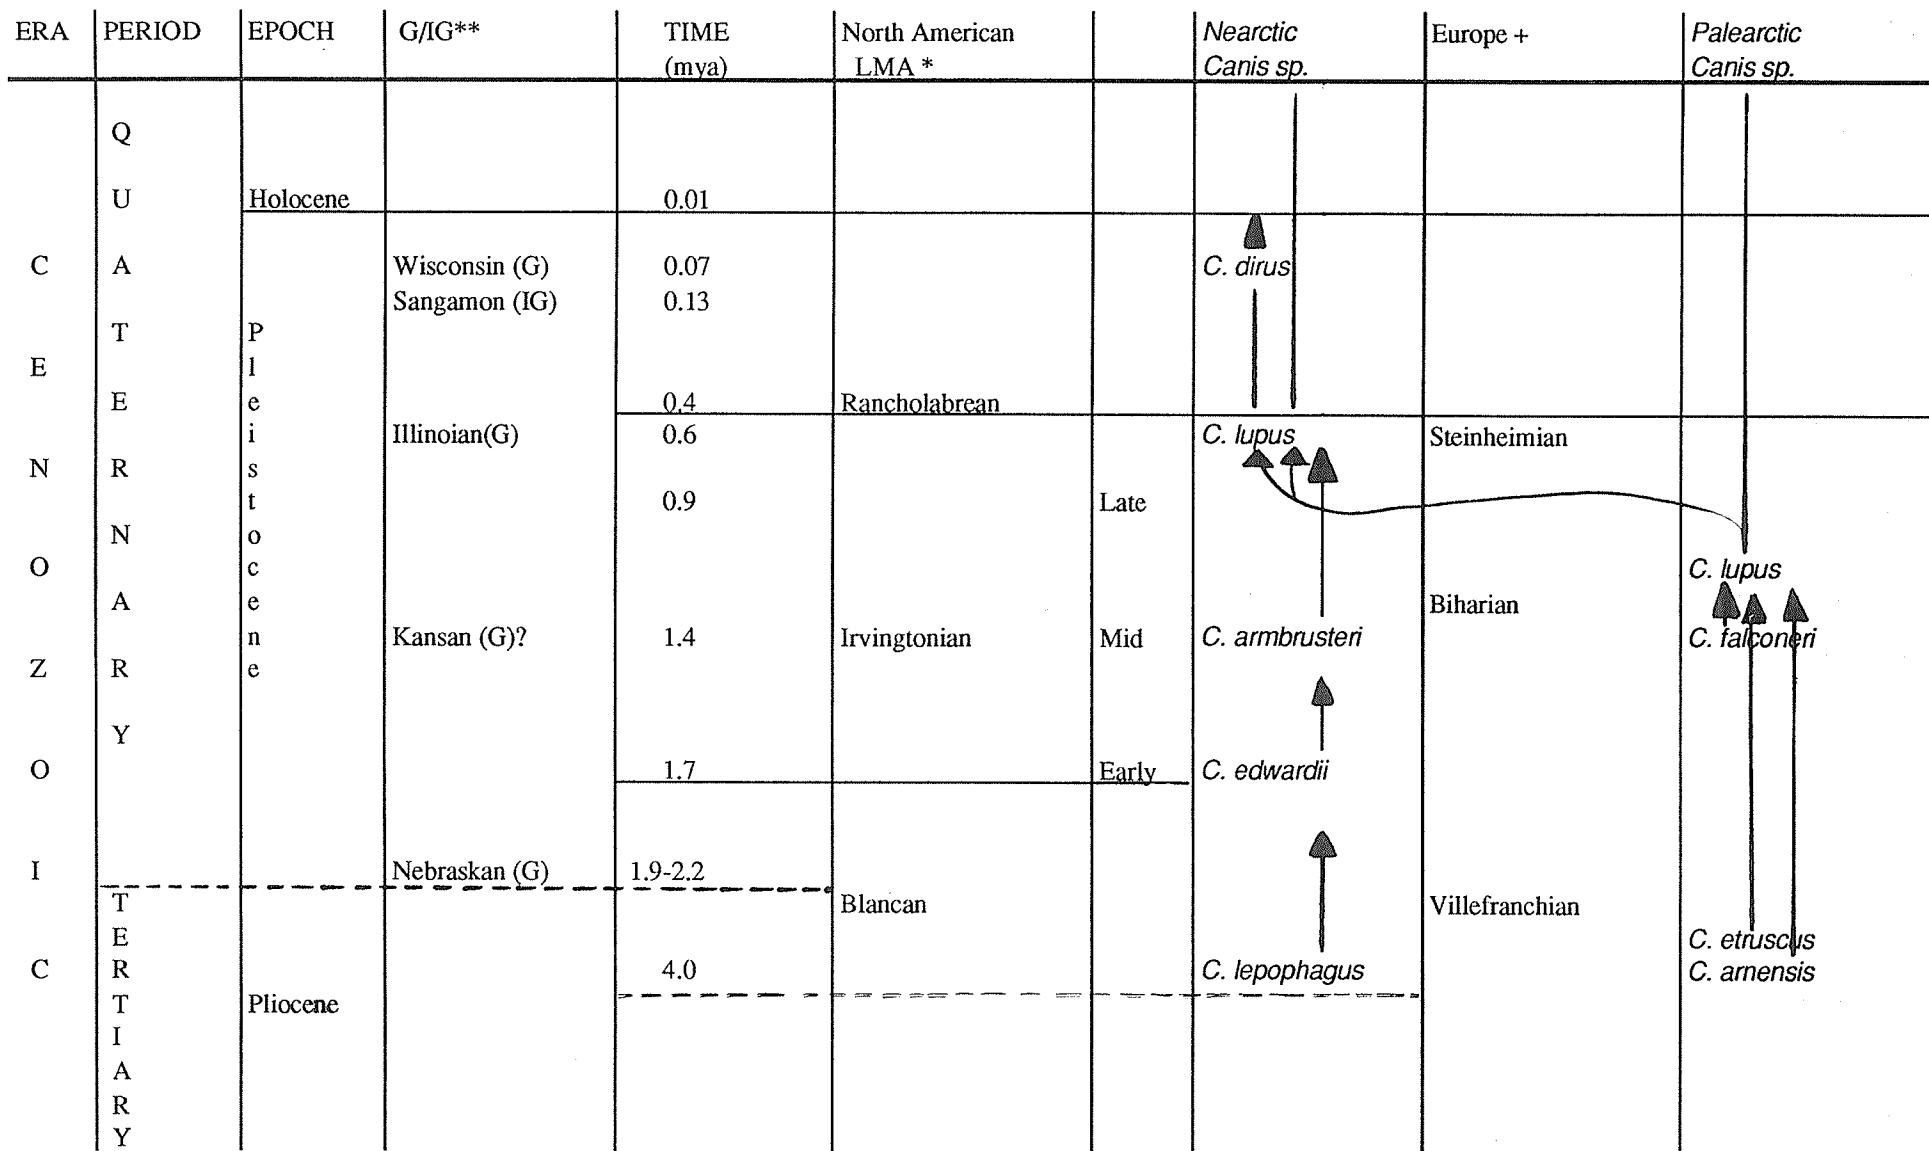 ERA PERIOD EPOCH G/IG** TIME North American Nearctic Europe + Palearctic
(mya) LMA * Canis sp. Canis sp.
Q
U Holocene 0.01
C A Wisconsin (G) 0.07 C. dirus
Sangamon (IG) 0.13
T P
E l
E e 0.4 Rancholabrean
i Illinoian(G) 0.6 C. lupus Steinheimian
N R s
t 0.9 Late
N o
O c C. lupus
A e Biharian
n Kansan (G)? 1.4 Irvingtonian Mid C. armbrusteri C. falconeri
Z R e
Y
O 1.7 Early C. edwardii
I Nebraskan (G) 1.9-2.2
T Blancan Villefranchian
E C. etruscus
C R 4.0 C. lepophagus C. arnensis
T Pliocene
I
A
R
Y